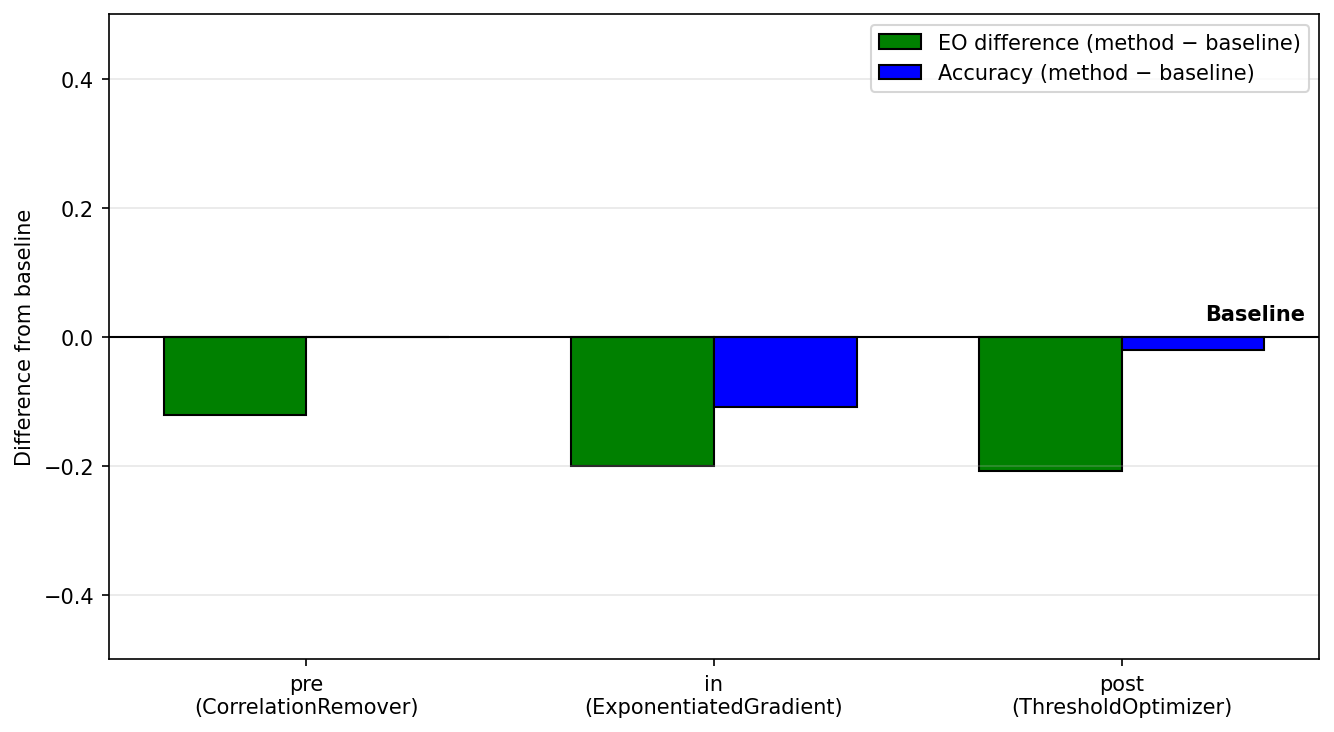 EO difference (method − baseline)
Accuracy (method − baseline)
Difference from baseline
0.4
0.2
0.0
−0.2
−0.4
Baseline
pre
(CorrelationRemover)
in
(ExponentiatedGradient)
post
(ThresholdOptimizer)